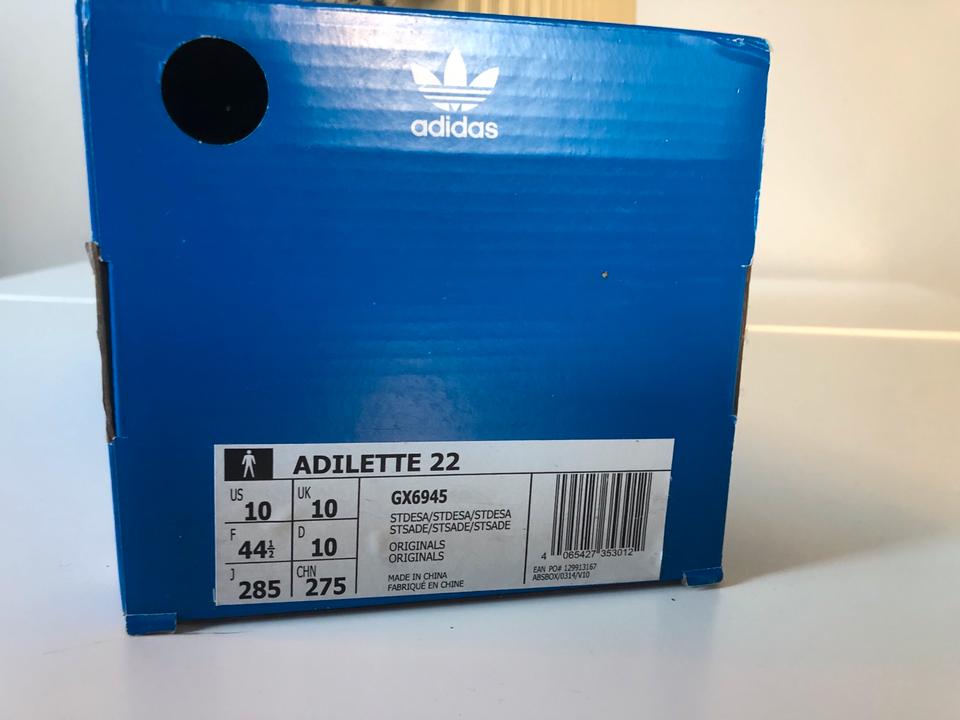 adidas
ADILETTE 22
US 10 UK 10
F 44½ D 10
J 285 CHN 275
GX6945
STDESA/STDESA/STDESA
STSADE/STSADE/STSADE
ORIGINALS
ORIGINALS
MADE IN CHINA
FABRIQUÉ EN CHINE
4 065427 353012
EAN PO# 129913167
ABSBOX/0314/V10